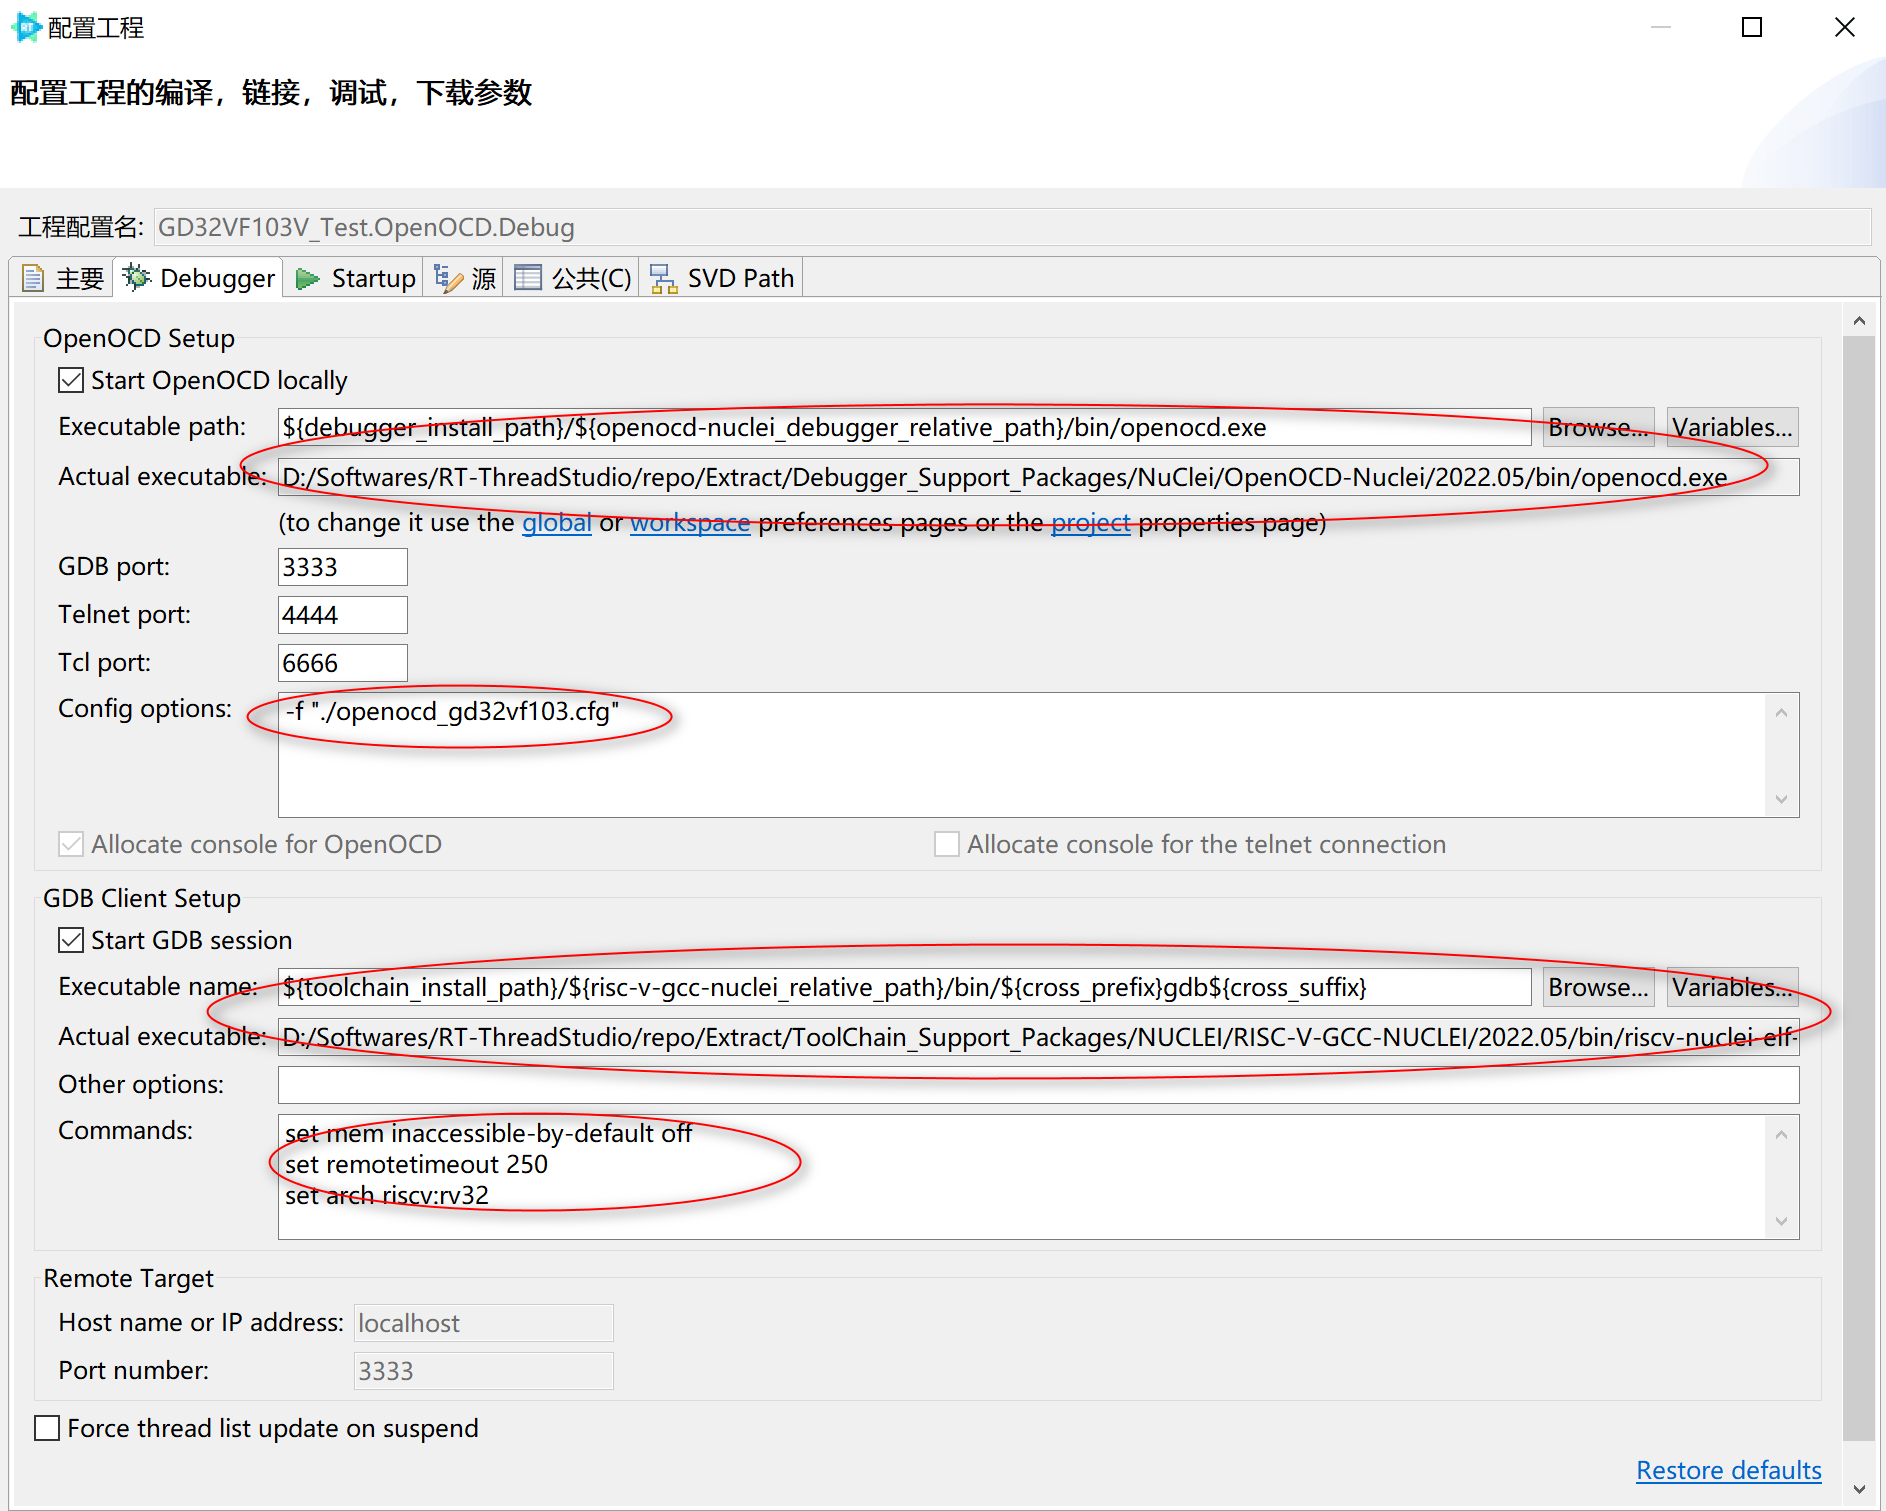 配置工程
配置工程的编译，链接，调试，下载参数
工程配置名: GD32VF103V_Test.OpenOCD.Debug
主要 Debugger Startup 源 公共(C) SVD Path
OpenOCD Setup
Start OpenOCD locally
Executable path: ${debugger_install_path}/${openocd-nuclei_debugger_relative_path}/bin/openocd.exe Browse... Variables...
Actual executable: D:/Softwares/RT-ThreadStudio/repo/Extract/Debugger_Support_Packages/NuClei/OpenOCD-Nuclei/2022.05/bin/openocd.exe
(to change it use the global or workspace preferences pages or the project properties page)
GDB port: 3333
Telnet port: 4444
Tcl port: 6666
Config options: -f "./openocd_gd32vf103.cfg"
Allocate console for OpenOCD Allocate console for the telnet connection
GDB Client Setup
Start GDB session
Executable name: ${toolchain_install_path}/${risc-v-gcc-nuclei_relative_path}/bin/${cross_prefix}gdb${cross_suffix} Browse... Variables...
Actual executable: D:/Softwares/RT-ThreadStudio/repo/Extract/ToolChain_Support_Packages/NUCLEI/RISC-V-GCC-NUCLEI/2022.05/bin/riscv-nuclei-elf-
Other options:
Commands: set mem inaccessible-by-default off
set remotetimeout 250
set arch riscv:rv32
Remote Target
Host name or IP address: localhost
Port number: 3333
Force thread list update on suspend
Restore defaults